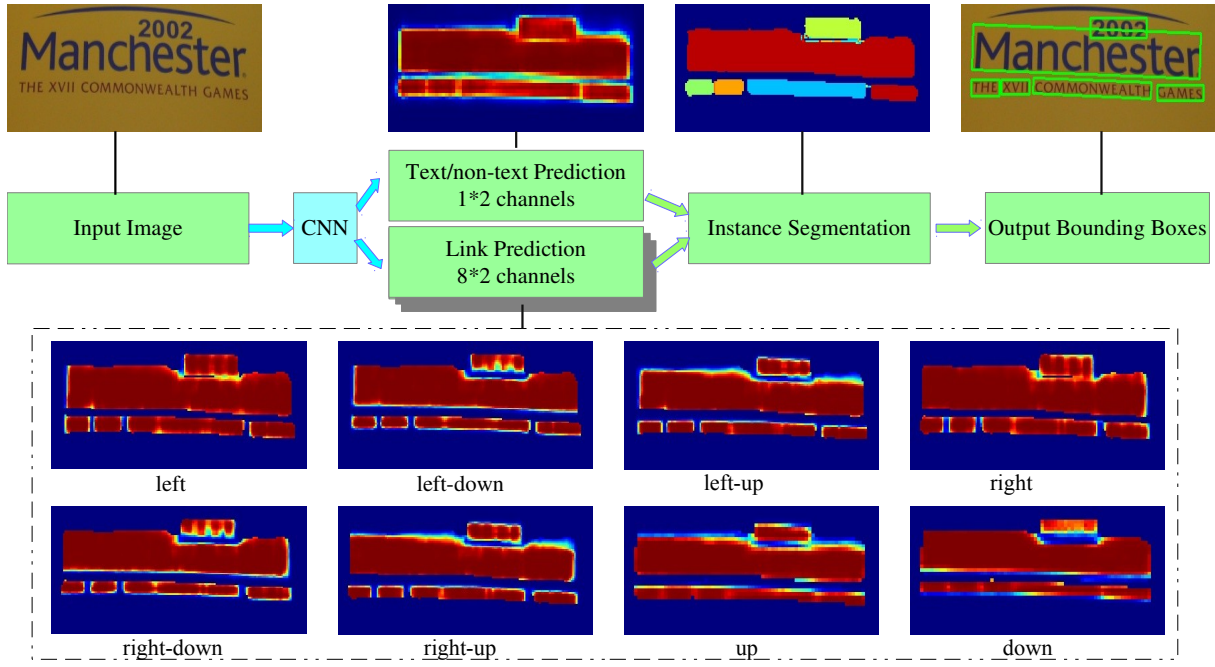 2002
Manchester
THE XVII COMMONWEALTH GAMES
2002
Manchester
THE XVII COMMONWEALTH GAMES
Input Image
CNN
Text/non-text Prediction
1*2 channels
Link Prediction
8*2 channels
Instance Segmentation
Output Bounding Boxes
left
left-down
left-up
right
right-down
right-up
up
down